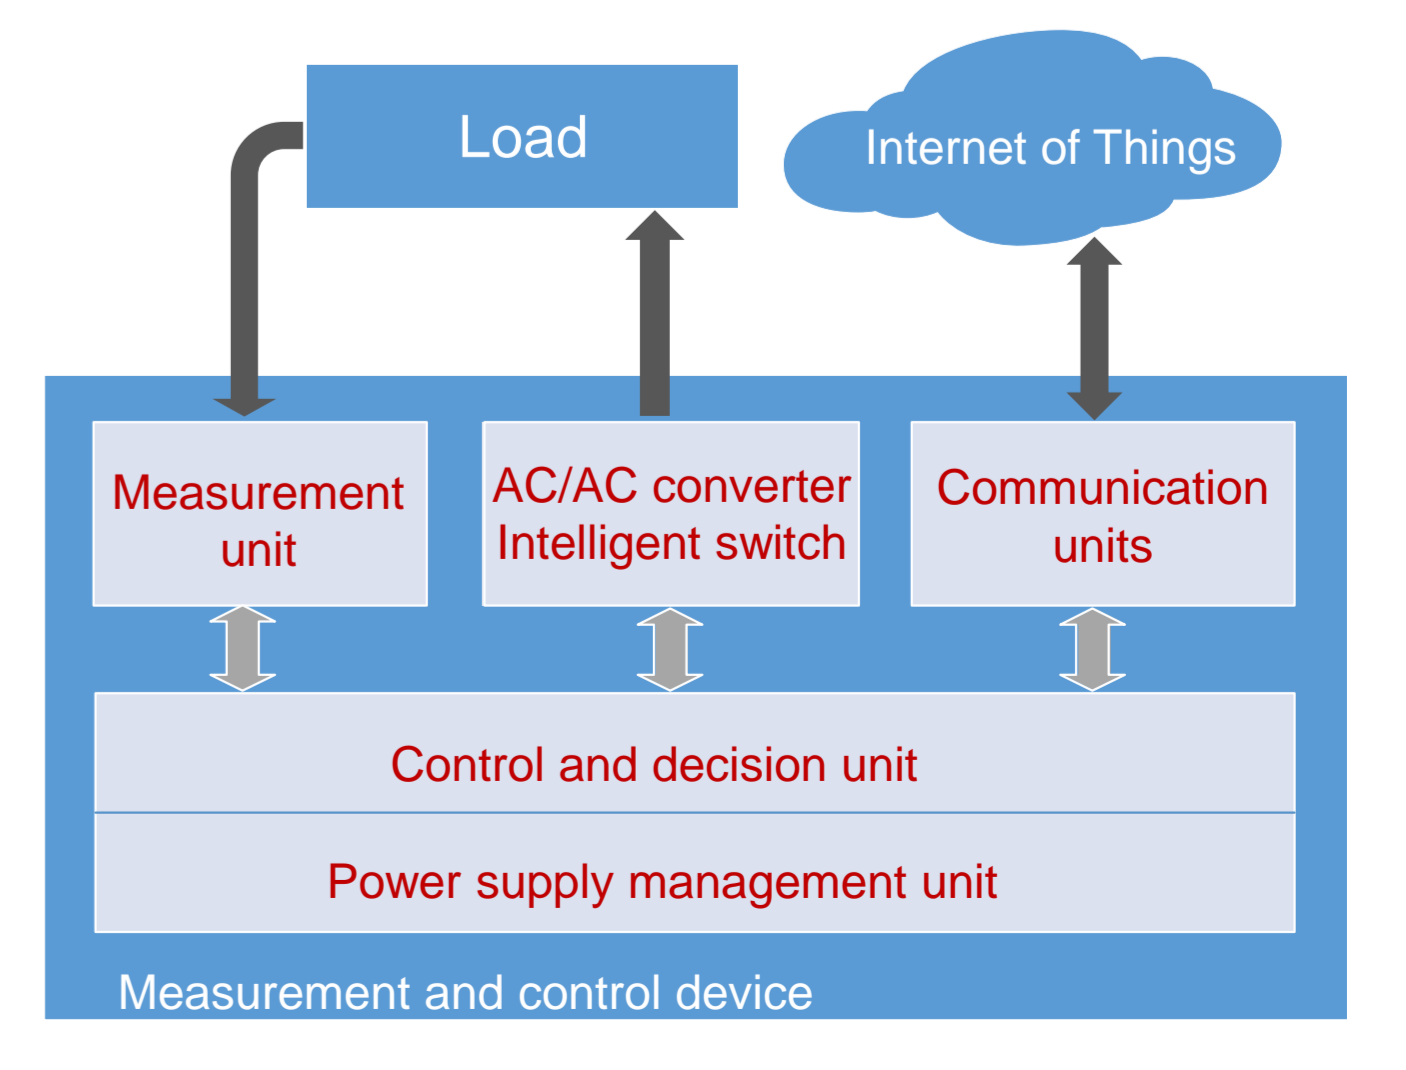 Load
Internet of Things
Measurement
unit
AC/AC converter
Intelligent switch
Communication
units
Control and decision unit
Power supply management unit
Measurement and control device